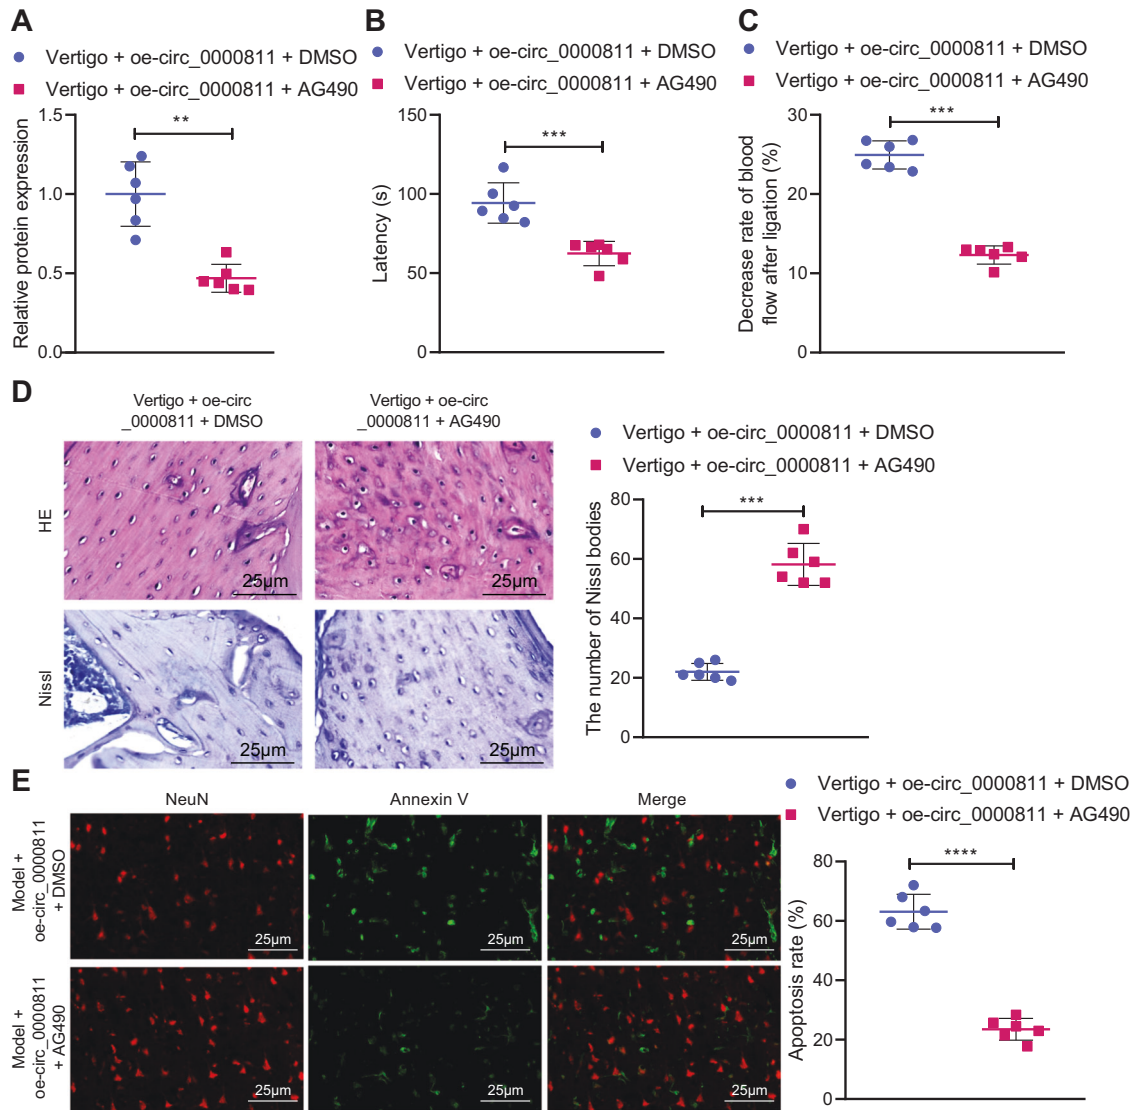 A
Vertigo + oe-circ_0000811 + DMSO
Vertigo + oe-circ_0000811 + AG490
Relative protein expression
1.5
1.0
0.5
0.0
**
B
Vertigo + oe-circ_0000811 + DMSO
Vertigo + oe-circ_0000811 + AG490
Latency (s)
150
100
50
0
***
C
Vertigo + oe-circ_0000811 + DMSO
Vertigo + oe-circ_0000811 + AG490
Decrease rate of blood
flow after ligation (%)
30
20
10
0
***
D
Vertigo + oe-circ
_0000811 + DMSO
Vertigo + oe-circ
_0000811 + AG490
HE
25µm
25µm
Nissl
25µm
25µm
Vertigo + oe-circ_0000811 + DMSO
Vertigo + oe-circ_0000811 + AG490
The number of Nissl bodies
80
60
40
20
0
***
E
NeuN
Annexin V
Merge
Model +
oe-circ_0000811
+ DMSO
25µm
25µm
25µm
Model +
oe-circ_0000811
+ AG490
25µm
25µm
25µm
Vertigo + oe-circ_0000811 + DMSO
Vertigo + oe-circ_0000811 + AG490
Apoptosis rate (%)
80
60
40
20
0
****